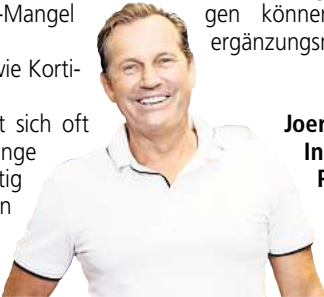 -Mangel
wie Korti-
t sich oft
nge
tig
n
gen können
ergänzungsm
Joer
In
F